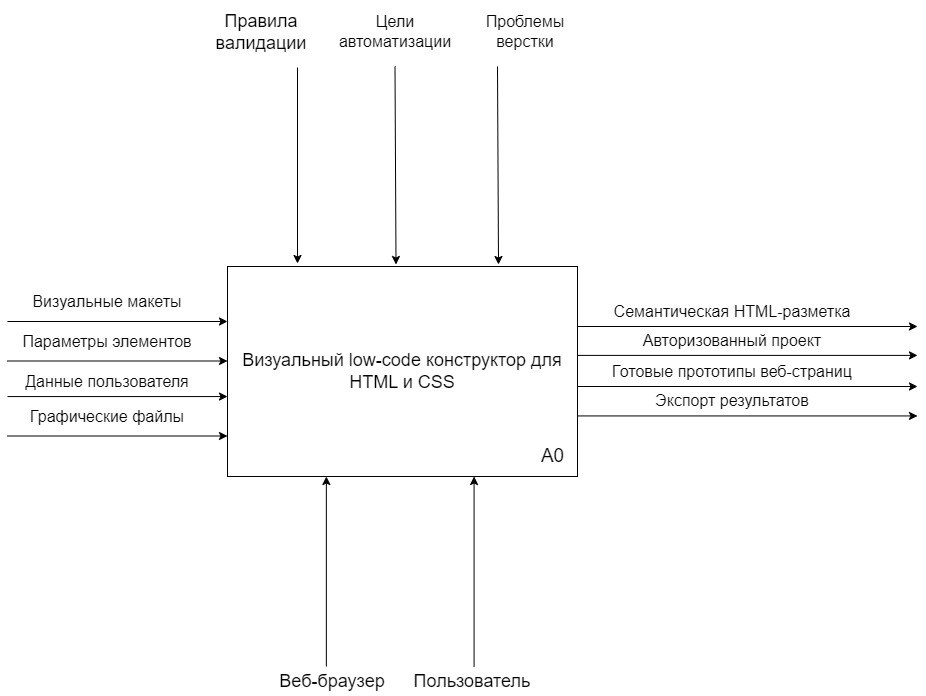 Правила
валидации
Цели
автоматизации
Проблемы
верстки
Визуальные макеты
Параметры элементов
Данные пользователя
Графические файлы
Визуальный low-code конструктор для
HTML и CSS
A0
Семантическая HTML-разметка
Авторизованный проект
Готовые прототипы веб-страниц
Экспорт результатов
Веб-браузер
Пользователь